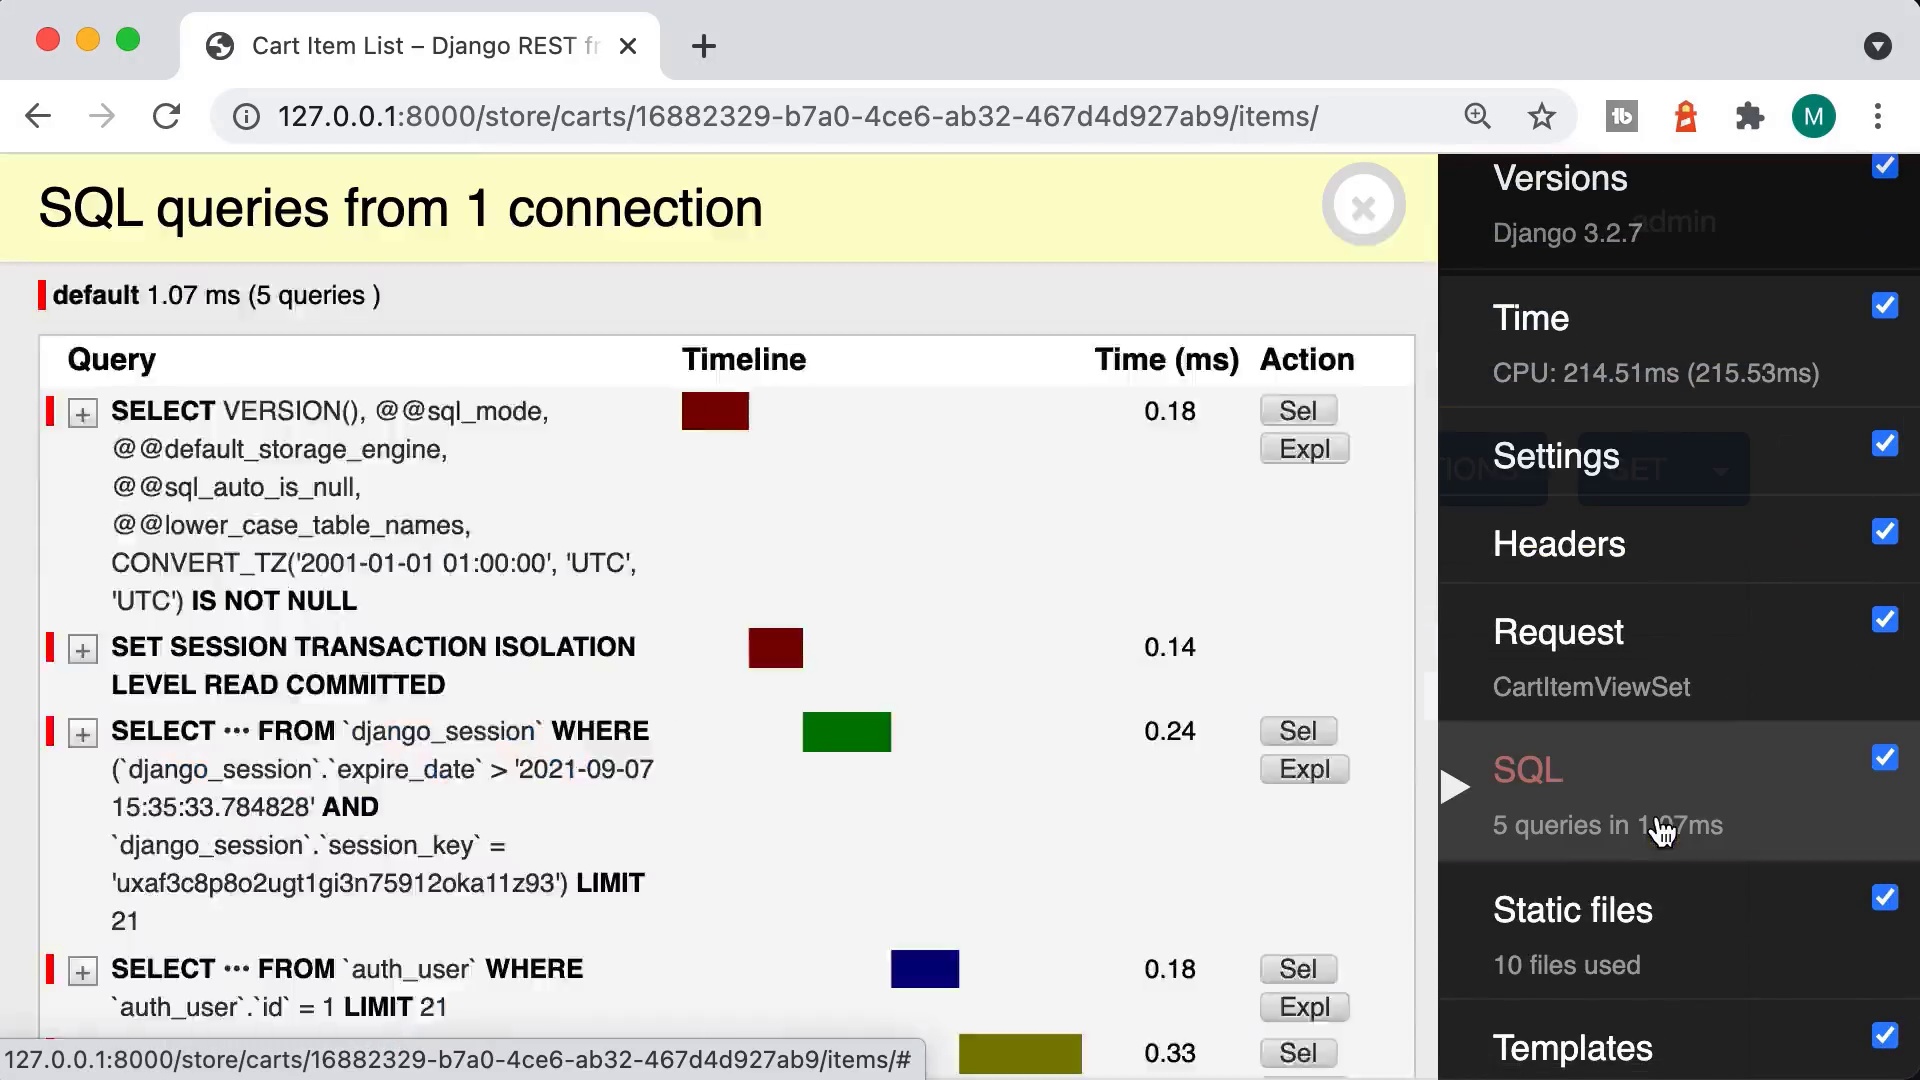 Cart Item List – Django REST fr
127.0.0.1:8000/store/carts/16882329-b7a0-4ce6-ab32-467d4d927ab9/items/
M
SQL queries from 1 connection
default 1.07 ms (5 queries )
Query Timeline Time (ms) Action
SELECT VERSION(), @@sql_mode, 0.18 Sel
@@default_storage_engine, Expl
@@sql_auto_is_null,
@@lower_case_table_names,
CONVERT_TZ('2001-01-01 01:00:00', 'UTC',
'UTC') IS NOT NULL
SET SESSION TRANSACTION ISOLATION 0.14
LEVEL READ COMMITTED
SELECT ••• FROM `django_session` WHERE 0.24 Sel
(`django_session`.`expire_date` > '2021-09-07 Expl
15:35:33.784828' AND
`django_session`.`session_key` =
'uxaf3c8p8o2ugt1gi3n75912oka11z93') LIMIT
21
SELECT ••• FROM `auth_user` WHERE 0.18 Sel
`auth_user`.`id` = 1 LIMIT 21 Expl
0.33 Sel
127.0.0.1:8000/store/carts/16882329-b7a0-4ce6-ab32-467d4d927ab9/items/#
Versions
admin
Django 3.2.7
Time
CPU: 214.51ms (215.53ms)
Settings
GET
Headers
Request
CartItemViewSet
SQL
5 queries in 1.07ms
Static files
10 files used
Templates